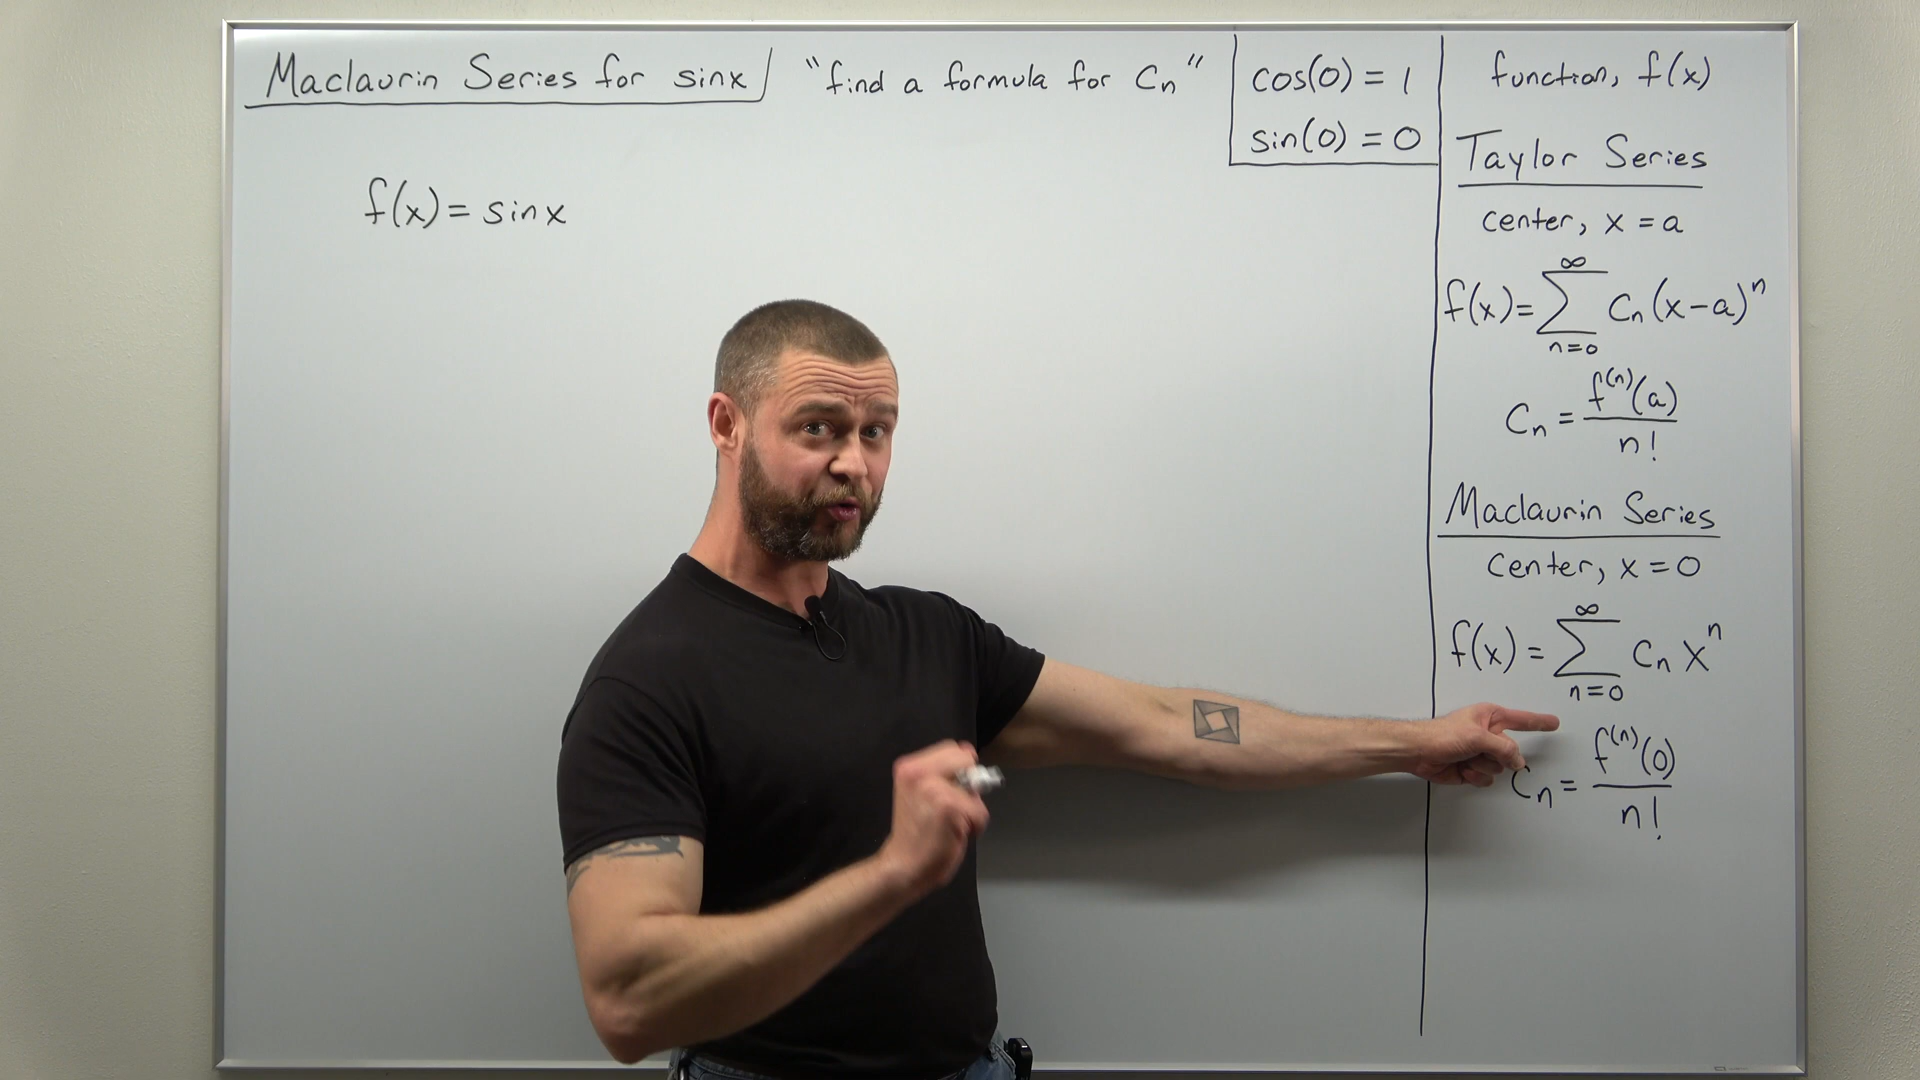 Maclaurin Series for sinx "find a formula for Cn"
cos(0) = 1
sin(0) = 0
f(x) = sinx
function, f(x)
Taylor Series
center, x = a
f(x) = ∑_{n=0}^{∞} Cn (x-a)^n
Cn = f^(n)(a) / n!
Maclaurin Series
center, x = 0
f(x) = ∑_{n=0}^{∞} Cn x^n
Cn = f^(n)(0) / n!